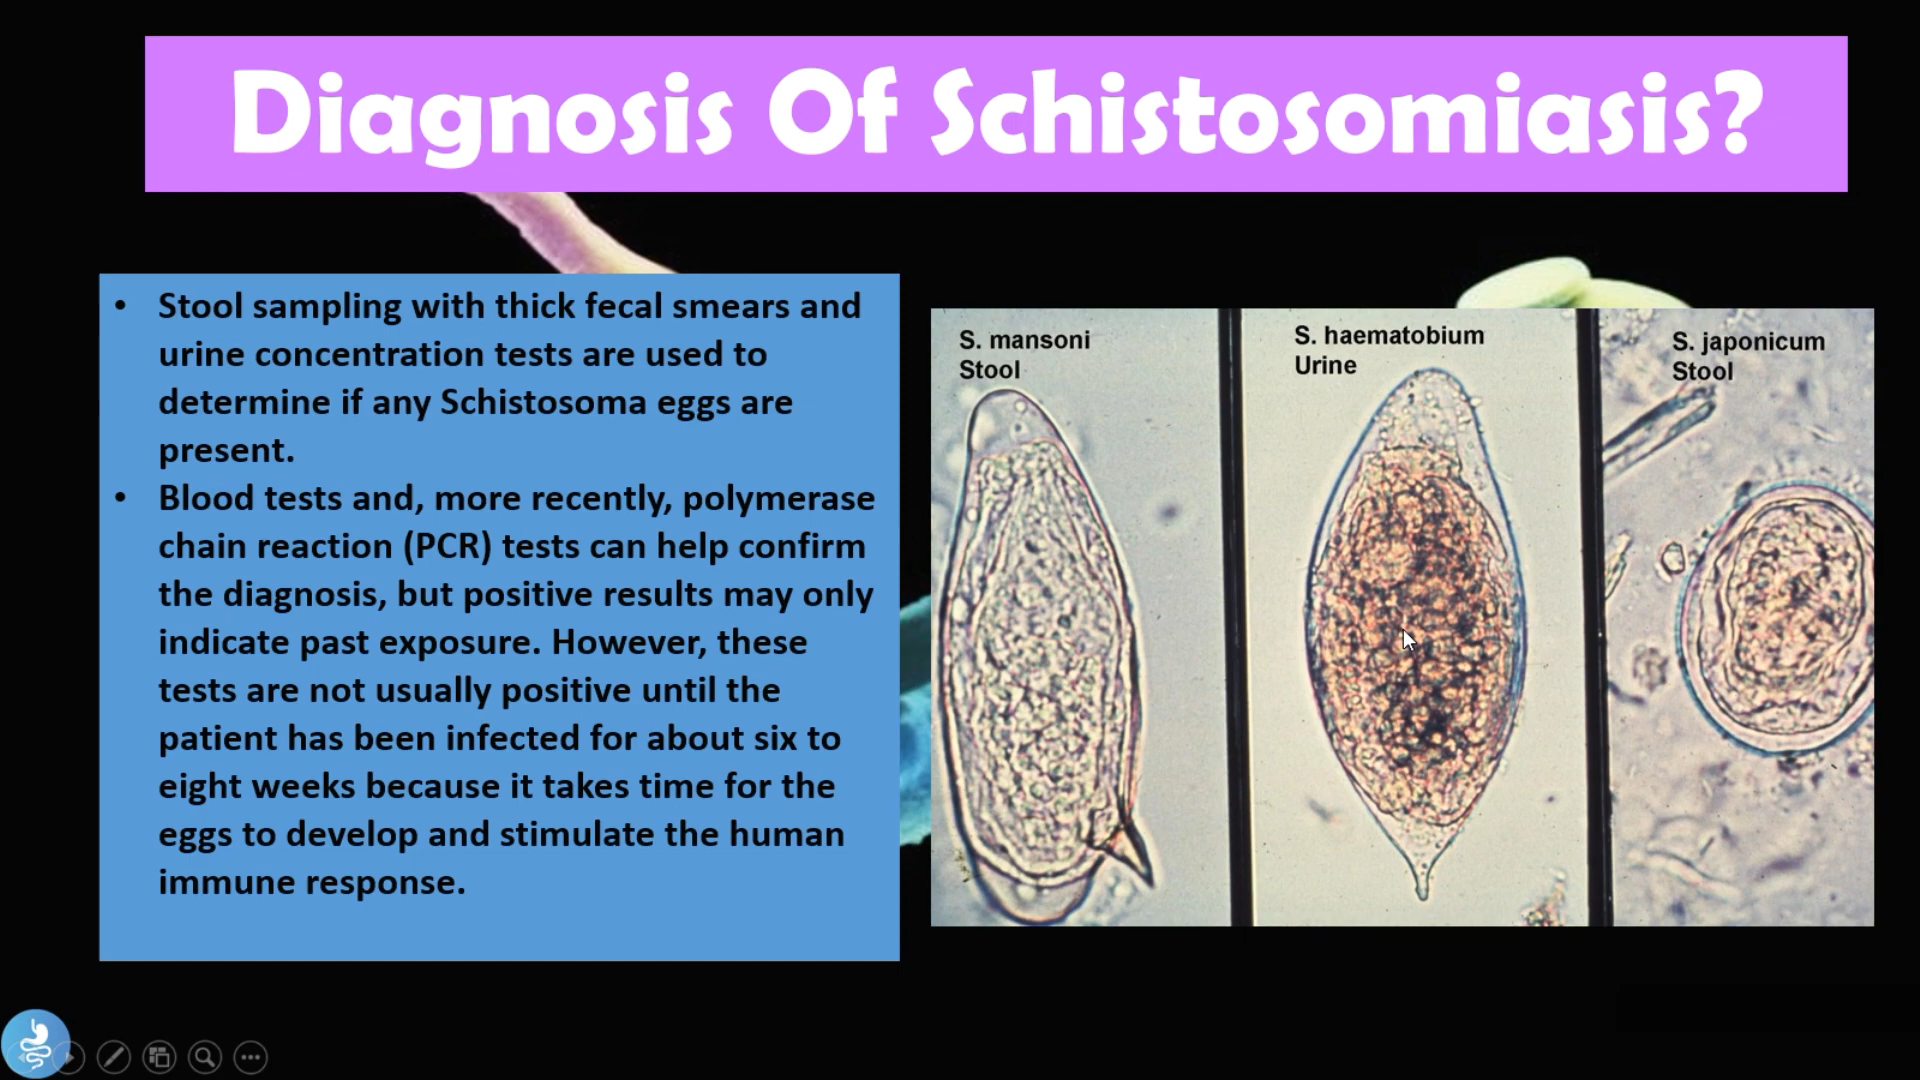 Diagnosis Of Schistosomiasis?
• Stool sampling with thick fecal smears and
urine concentration tests are used to
determine if any Schistosoma eggs are
present.
• Blood tests and, more recently, polymerase
chain reaction (PCR) tests can help confirm
the diagnosis, but positive results may only
indicate past exposure. However, these
tests are not usually positive until the
patient has been infected for about six to
eight weeks because it takes time for the
eggs to develop and stimulate the human
immune response.
S. mansoni
Stool
S. haematobium
Urine
S. japonicum
Stool